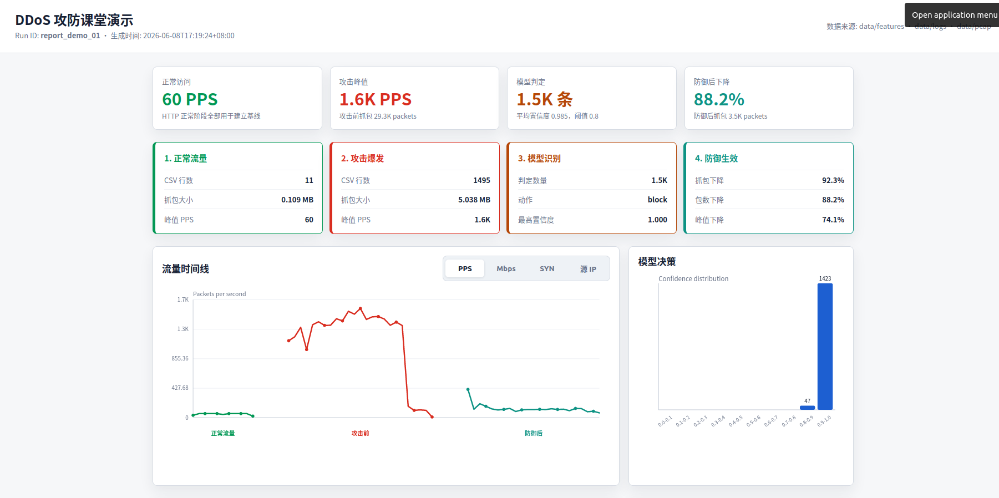 DDoS 攻防课堂演示
Run ID: report_demo_01 • 生成时间: 2026-06-08T17:19:24+08:00
Open application menu
数据来源: data/features • data/logs • data/pcap
正常访问
60 PPS
HTTP 正常阶段全部用于建立基线
攻击峰值
1.6K PPS
攻击前抓包 29.3K packets
模型判定
1.5K 条
平均置信度 0.985，阈值 0.8
防御后下降
88.2%
防御后抓包 3.5K packets
1. 正常流量
CSV 行数 11
抓包大小 0.109 MB
峰值 PPS 60
2. 攻击爆发
CSV 行数 1495
抓包大小 5.038 MB
峰值 PPS 1.6K
3. 模型识别
判定数量 1.5K
动作 block
最高置信度 1.000
4. 防御生效
抓包下降 92.3%
包数下降 88.2%
峰值下降 74.1%
流量时间线
PPS Mbps SYN 源 IP
Packets per second
1.7K
1.3K
855.36
427.68
0
正常流量 攻击前 防御后
模型决策
Confidence distribution
1423
47
0.0-0.1 0.1-0.2 0.2-0.3 0.3-0.4 0.4-0.5 0.5-0.6 0.6-0.7 0.7-0.8 0.8-0.9 0.9-1.0